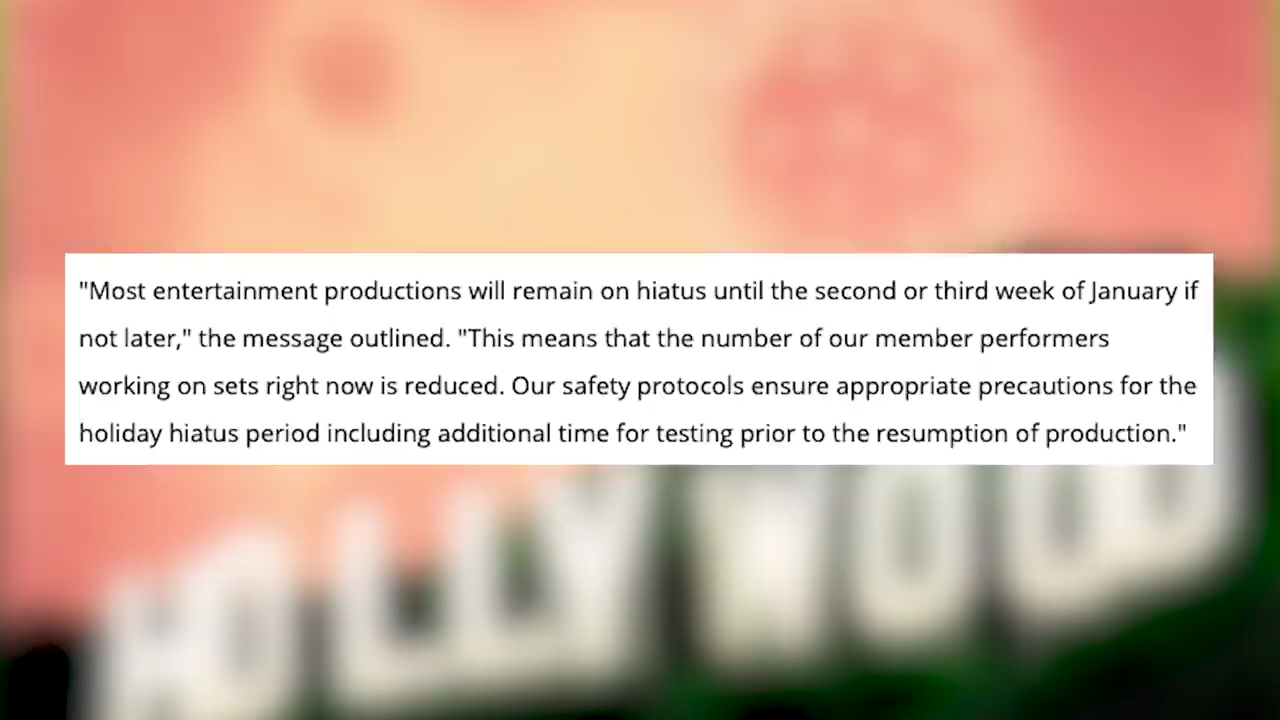 "Most entertainment productions will remain on hiatus until the second or third week of January if
not later," the message outlined. "This means that the number of our member performers
working on sets right now is reduced. Our safety protocols ensure appropriate precautions for the
holiday hiatus period including additional time for testing prior to the resumption of production."
HOLLYWOOD